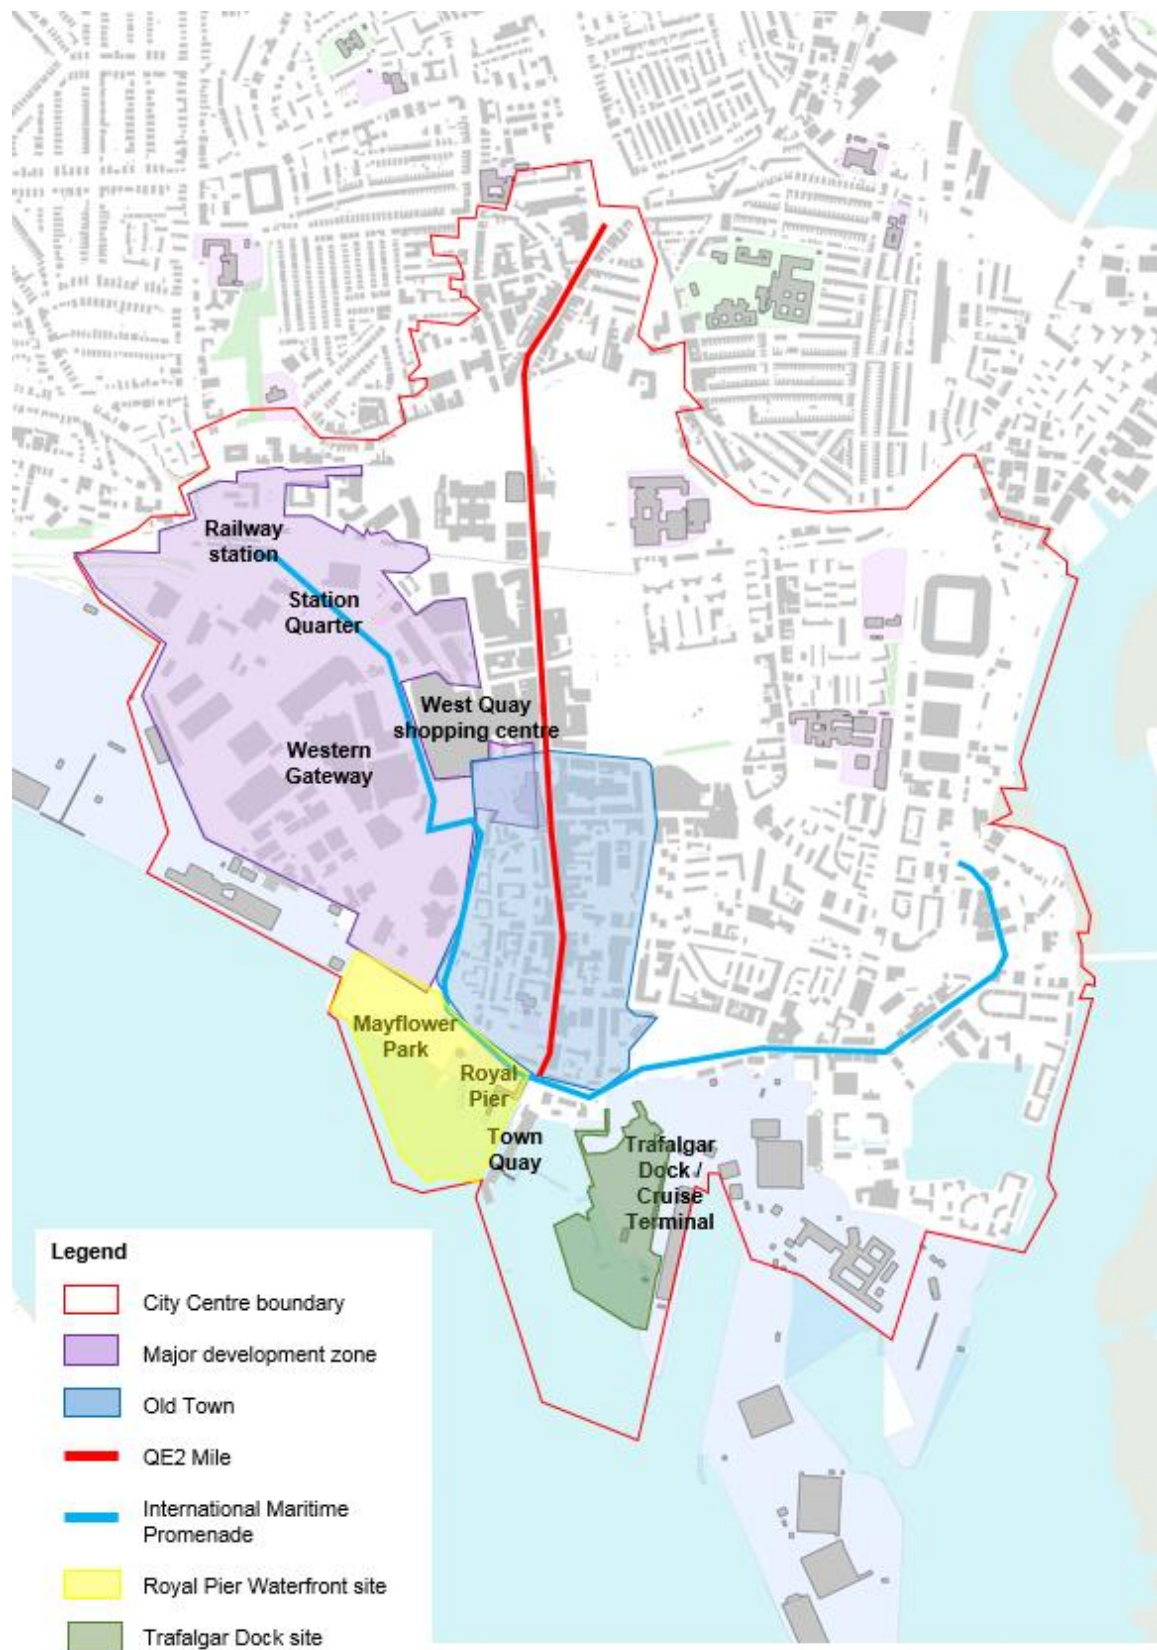 Railway
station
Station
Quarter
West Quay
shopping centre
Western
Gateway
Mayflower
Park
Royal
Pier
Town
Quay
Trafalgar
Dock /
Cruise
Terminal
Legend
City Centre boundary
Major development zone
Old Town
QE2 Mile
International Maritime
Promenade
Royal Pier Waterfront site
Trafalgar Dock site